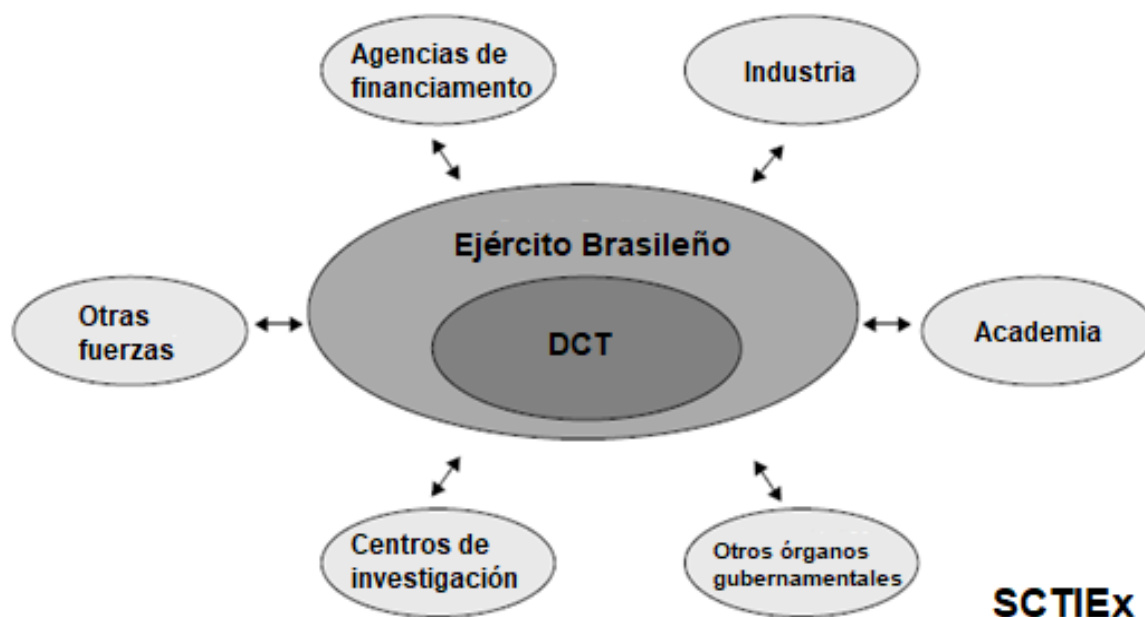 Agencias de
financiamento
Industria
Ejército Brasileño
DCT
Otras
fuerzas
Academia
Centros de
investigación
Otros órganos
gubernamentales
SCTIEx